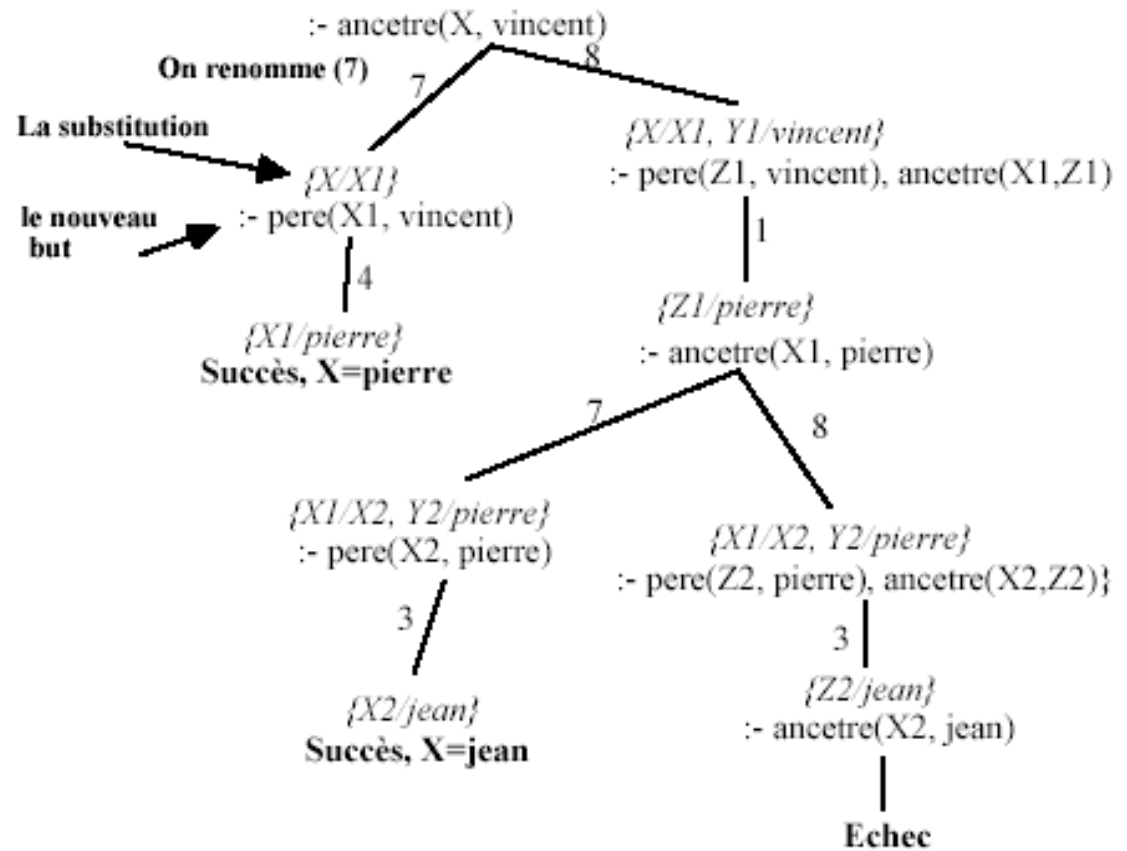 :- ancetre(X, vincent)
On renomme (7)
7
8
La substitution
{X/X1}
{X/X1, Y1/vincent}
:- pere(Z1, vincent), ancetre(X1,Z1)
le nouveau
but
:- pere(X1, vincent)
4
1
{X1/pierre}
Succès, X=pierre
{Z1/pierre}
:- ancetre(X1, pierre)
7
8
{X1/X2, Y2/pierre}
:- pere(X2, pierre)
{X1/X2, Y2/pierre}
:- pere(Z2, pierre), ancetre(X2,Z2)}
3
3
{X2/jean}
Succès, X=jean
{Z2/jean}
:- ancetre(X2, jean)
Echec